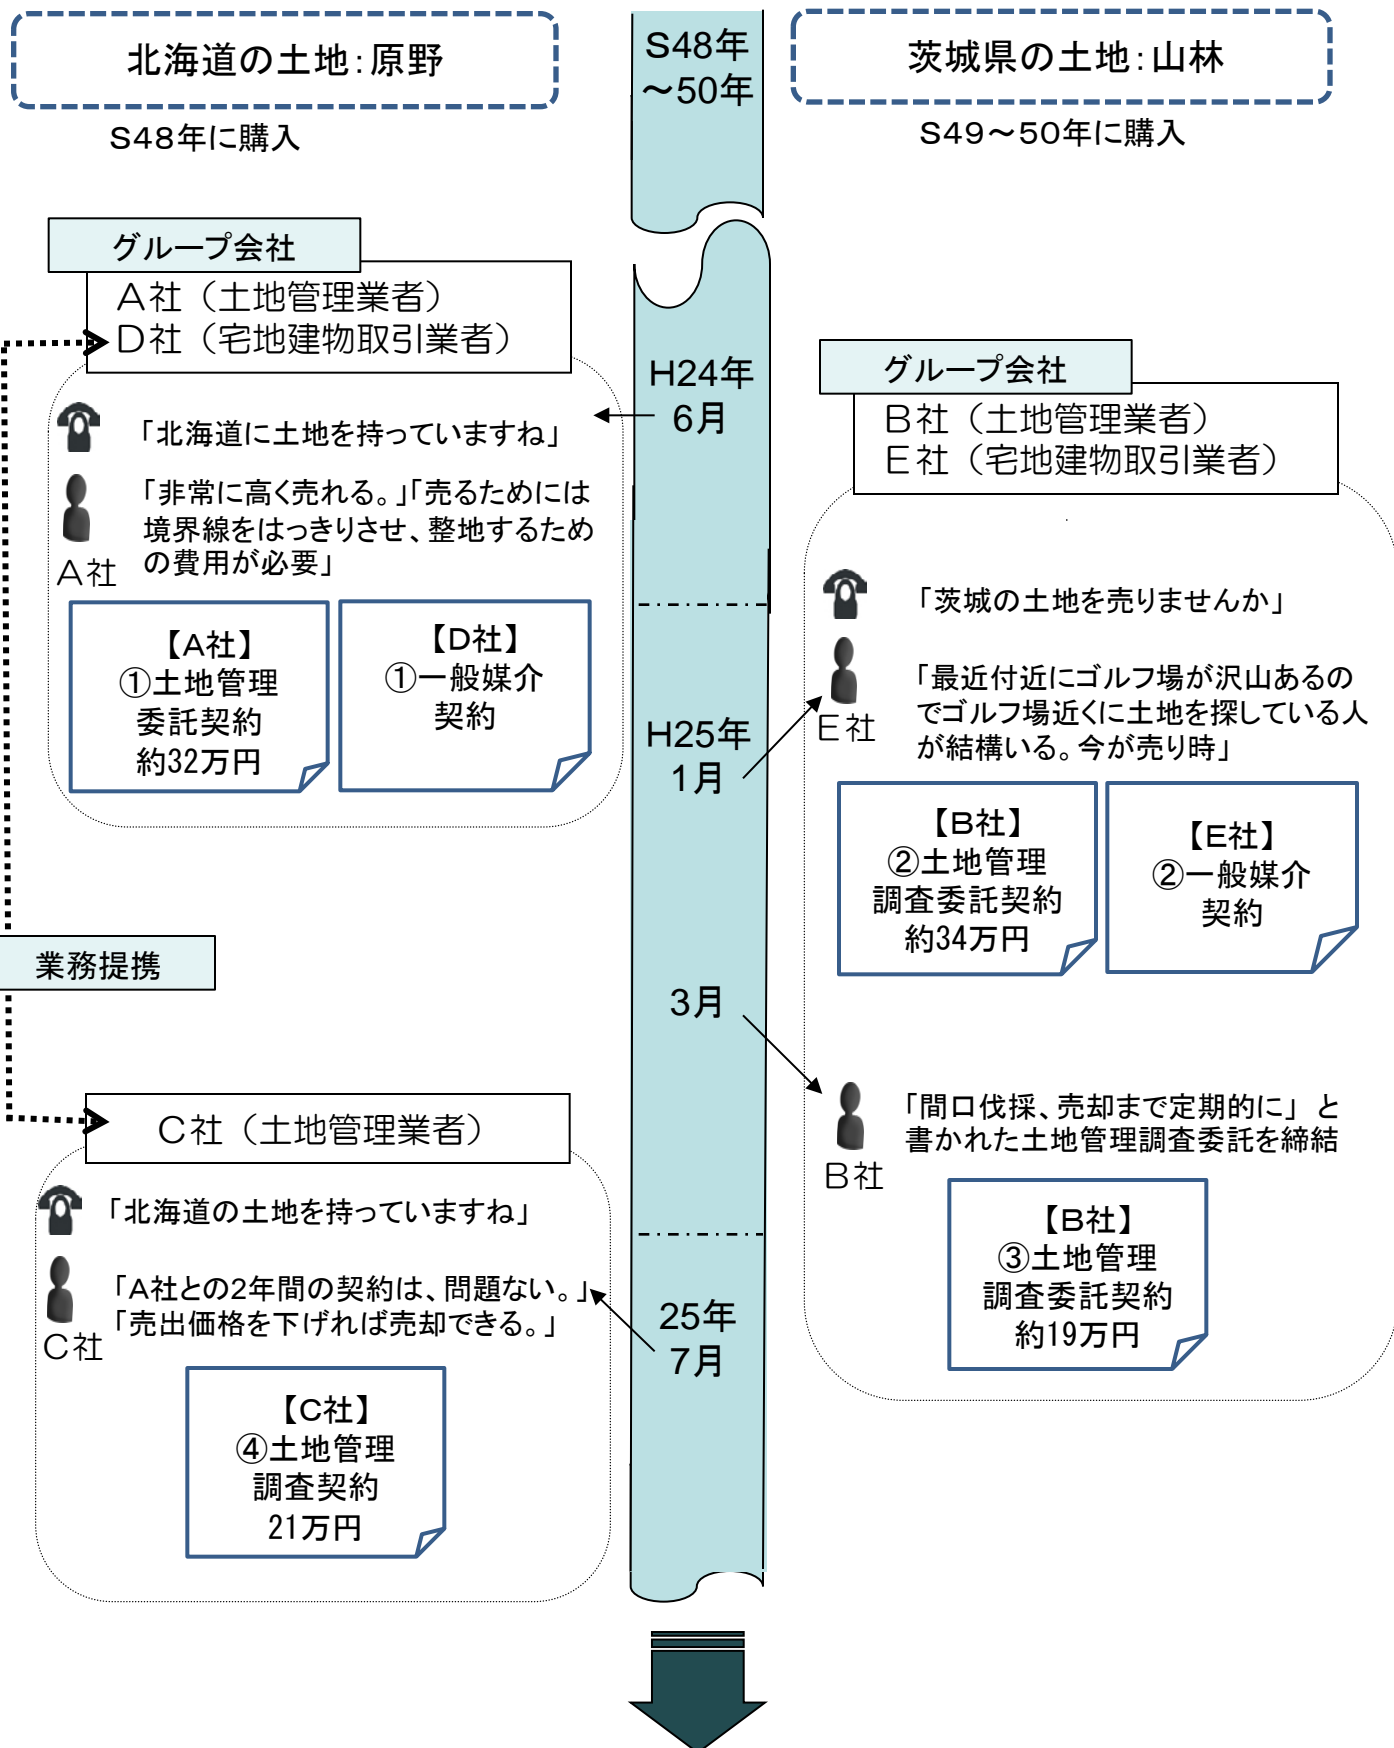 北海道の土地：原野
S48年に購入
S48年
～50年
茨城県の土地：山林
S49～50年に購入
グループ会社
A社（土地管理業者）
D社（宅地建物取引業者）
H24年
6月
「北海道に土地を持っていますね」
「非常に高く売れる。」「売るためには
境界線をはっきりさせ、整地するため
の費用が必要」
A社
【A社】
①土地管理
委託契約
約32万円
【D社】
①一般媒介
契約
グループ会社
B社（土地管理業者）
E社（宅地建物取引業者）
H25年
1月
「茨城の土地を売りませんか」
「最近付近にゴルフ場が沢山あるの
でゴルフ場近くに土地を探している人
が結構いる。今が売り時」
E社
【B社】
②土地管理
調査委託契約
約34万円
【E社】
②一般媒介
契約
業務提携
3月
「間口伐採、売却まで定期的に」と
書かれた土地管理調査委託を締結
B社
【B社】
③土地管理
調査委託契約
約19万円
C社（土地管理業者）
「北海道の土地を持っていますね」
「A社との2年間の契約は、問題ない。」
「売出価格を下げれば売却できる。」
C社
25年
7月
【C社】
④土地管理
調査契約
21万円